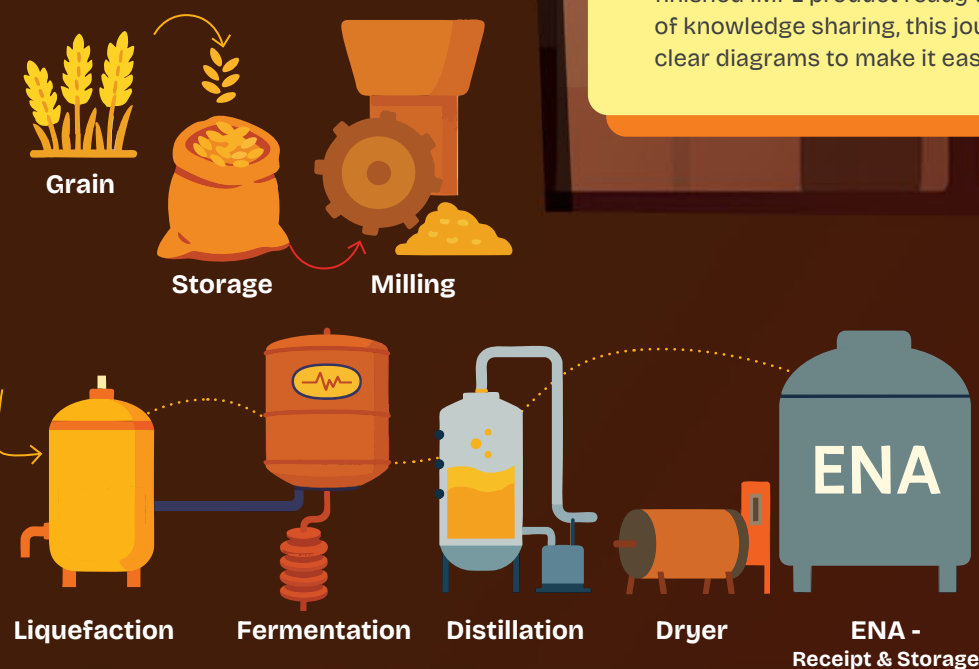 of knowledge sharing, this jou
clear diagrams to make it eas
Grain
Storage
Milling
ENA
Liquefaction
Fermentation
Distillation
Dryer
ENA -
Receipt & Storage